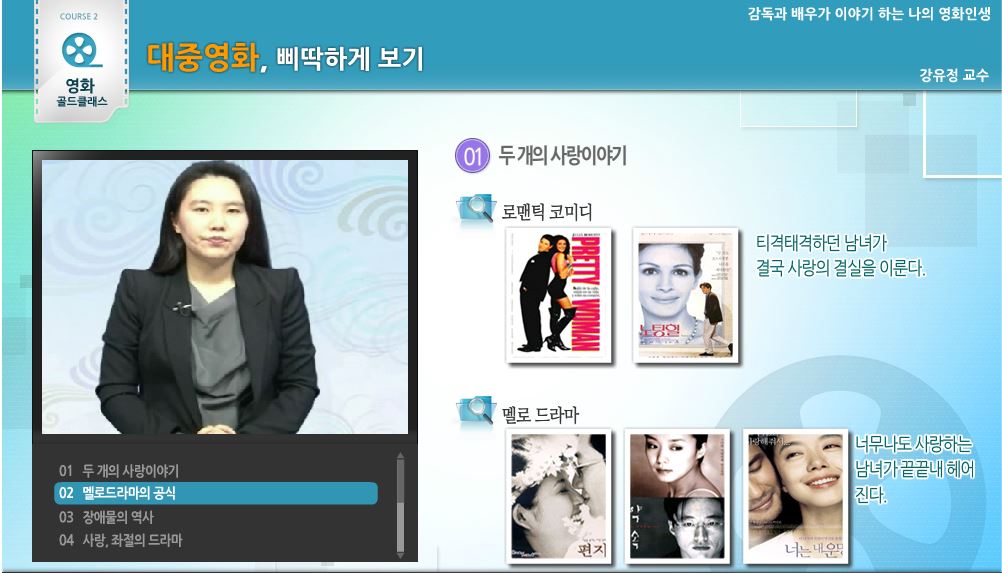 COURSE 2
영화
골드클래스
대중영화, 삐딱하게 보기
감독과 배우가 이야기 하는 나의 영화인생
강유정 교수
01 두 개의 사랑이야기
로맨틱 코미디
PRETTY WOMAN
노팅힐
티격태격하던 남녀가
결국 사랑의 결실을 이룬다.
멜로 드라마
편지
약속
너는 내 운명
너무나도 사랑하는
남녀가 끝끝내 헤어
진다.
01 두 개의 사랑이야기
02 멜로드라마의 공식
03 장애물의 역사
04 사랑, 좌절의 드라마